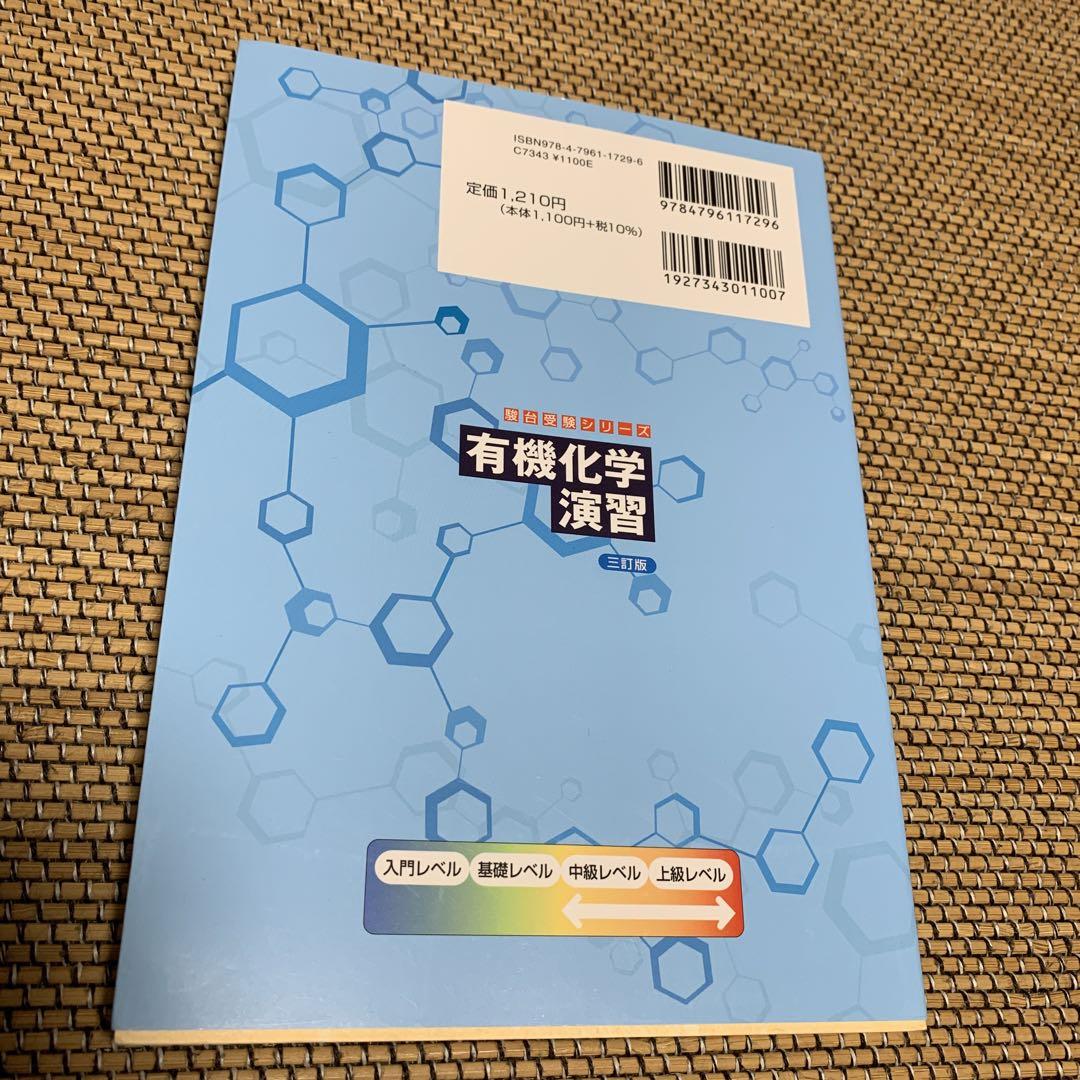 ISBN978-4-7961-1729-6
C7343 ¥1100E
定価1,210円
(本体1,100円+税10%)
9784796117296
1927343011007
駿台受験シリーズ
有機化学
演習
三訂版
入門レベル 基礎レベル 中級レベル 上級レベル